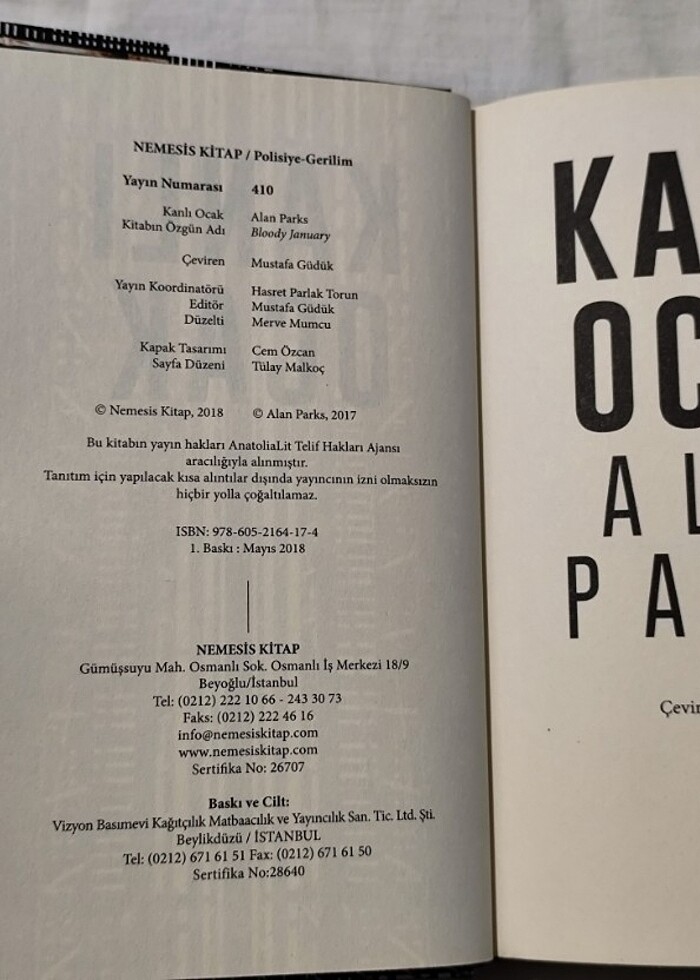 NEMESİS KİTAP / Polisiye-Gerilim
Yayın Numarası 410
Kanlı Ocak Alan Parks
Kitabın Özgün Adı Bloody January
Çeviren Mustafa Güdük
Yayın Koordinatörü Hasret Parlak Torun
Editör Mustafa Güdük
Düzelti Merve Mumcu
Kapak Tasarımı Cem Özcan
Sayfa Düzeni Tülay Malkoç
© Nemesis Kitap, 2018 © Alan Parks, 2017
Bu kitabın yayın hakları AnatoliaLit Telif Hakları Ajansı
aracılığıyla alınmıştır.
Tanıtım için yapılacak kısa alıntılar dışında yayıncının izni olmaksızın
hiçbir yolla çoğaltılamaz.
ISBN: 978-605-2164-17-4
1. Baskı : Mayıs 2018
NEMESİS KİTAP
Gümüşsuyu Mah. Osmanlı Sok. Osmanlı İş Merkezi 18/9
Beyoğlu/İstanbul
Tel: (0212) 222 10 66 - 243 30 73
Faks: (0212) 222 46 16
info@nemesiskitap.com
www.nemesiskitap.com
Sertifika No: 26707
Baskı ve Cilt:
Vizyon Basımevi Kağıtçılık Matbaacılık ve Yayıncılık San. Tic. Ltd. Şti.
Beylikdüzü / İSTANBUL
Tel: (0212) 671 61 51 Fax: (0212) 671 61 50
Sertifika No:28640
KA
OC
AL
PA
Çevir